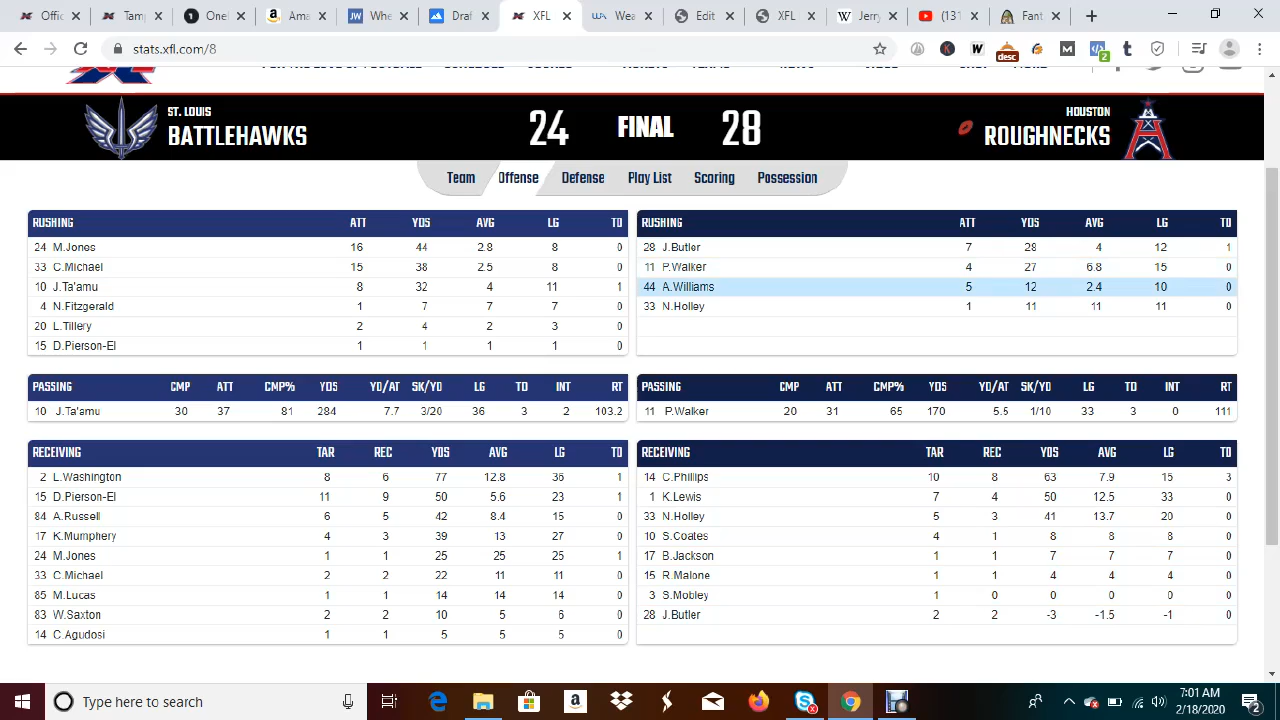 Offic
Tamp
OneF
Ama
Whe
Draf
XFL
Wea
Edit
XFL
Jerry
(131
Fant
stats.xfl.com/8
desc
2
ST. LOUIS
BATTLEHAWKS
24 FINAL 28
HOUSTON
ROUGHNECKS
Team Offense Defense Play List Scoring Possession
RUSHING ATT YDS AVG LG TD
24 M.Jones 16 44 2.8 8 0
33 C.Michael 15 38 2.5 8 0
10 J.Ta'amu 8 32 4 11 1
4 N.Fitzgerald 1 7 7 7 0
20 L.Tillery 2 4 2 3 0
15 D.Pierson-El 1 1 1 1 0
RUSHING ATT YDS AVG LG TD
28 J.Butler 7 28 4 12 1
11 P.Walker 4 27 6.8 15 0
44 A.Williams 5 12 2.4 10 0
33 N.Holley 1 11 11 11 0
PASSING CMP ATT CMP% YDS YD/AT SK/YD LG TD INT RT
10 J.Ta'amu 30 37 81 284 7.7 3/20 36 3 2 103.2
PASSING CMP ATT CMP% YDS YD/AT SK/YD LG TD INT RT
11 P.Walker 20 31 65 170 5.5 1/10 33 3 0 111
RECEIVING TAR REC YDS AVG LG TD
2 L.Washington 8 6 77 12.8 36 1
15 D.Pierson-El 11 9 50 5.6 23 1
84 A.Russell 6 5 42 8.4 15 0
17 K.Mumphery 4 3 39 13 27 0
24 M.Jones 1 1 25 25 25 1
33 C.Michael 2 2 22 11 11 0
85 M.Lucas 1 1 14 14 14 0
83 W.Saxton 2 2 10 5 6 0
14 C.Agudosi 1 1 5 5 5 0
RECEIVING TAR REC YDS AVG LG TD
14 C.Phillips 10 8 63 7.9 15 3
1 K.Lewis 7 4 50 12.5 33 0
33 N.Holley 5 3 41 13.7 20 0
10 S.Coates 4 1 8 8 8 0
17 B.Jackson 1 1 7 7 7 0
15 R.Malone 1 1 4 4 4 0
3 S.Mobley 1 0 0 0 0 0
28 J.Butler 2 2 -3 -1.5 -1 0
Type here to search
7:01 AM
2/18/2020
2